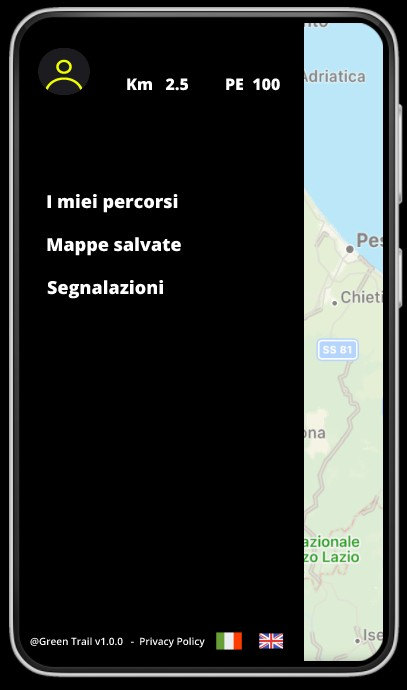 Km 2.5 PE 100
Adriatica
I miei percorsi
Mappe salvate
Pes
Segnalazioni
Chieti
SS 81
ona
azionale
zo Lazio
Ise
@Green Trail v1.0.0 - Privacy Policy